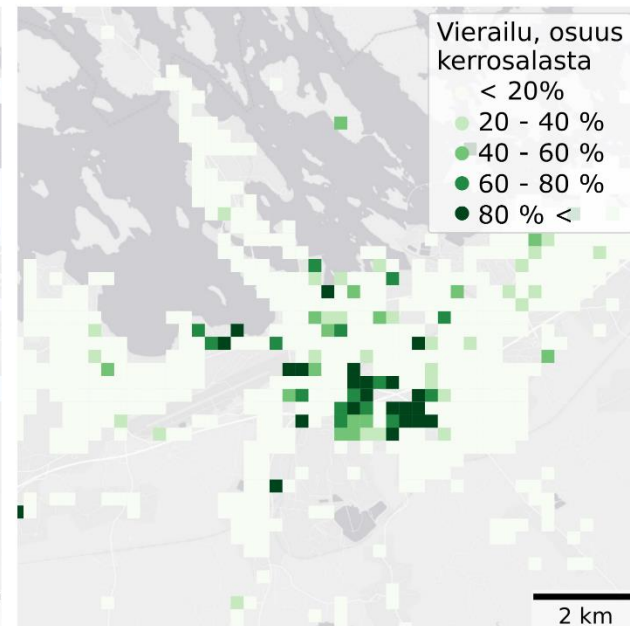 Vierailu, osuus
kerrosalasta
< 20%
20 - 40 %
40 - 60 %
60 - 80 %
80 % <
2 km